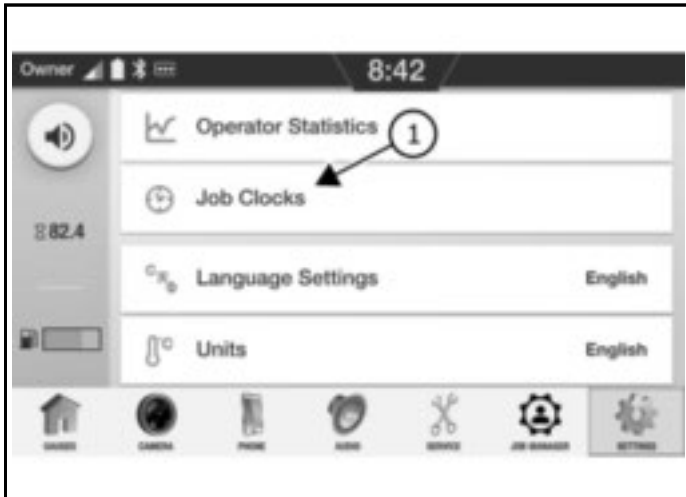 Owner 8:42
Operator Statistics
1
Job Clocks
82.4
Language Settings English
Units English
GAUGES CAMERA PHONE AUDIO SERVICE JOB MANAGER SETTINGS